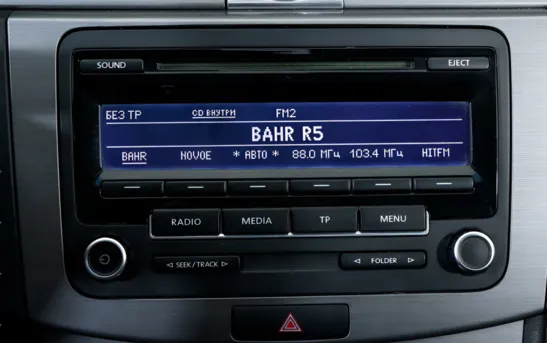 SOUND EJECT
БЕЗ ТР CD ВНУТРИ FM2
BAHR R5
BAHR NOVOE * АВТО * 88.0 МГц 103.4 МГц HITFM
RADIO MEDIA TP MENU
◁ SEEK/TRACK ▷ ◁ FOLDER ▷